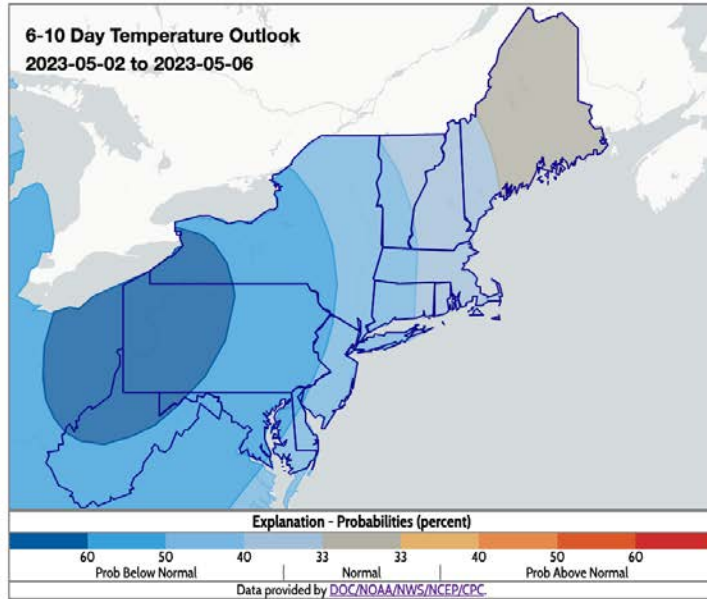 6-10 Day Temperature Outlook
2023-05-02 to 2023-05-06
Explanation - Probabilities (percent)
60 50 40 33 33 40 50 60
Prob Below Normal | Normal | Prob Above Normal
Data provided by DOC/NOAA/NWS/NCEP/CPC.